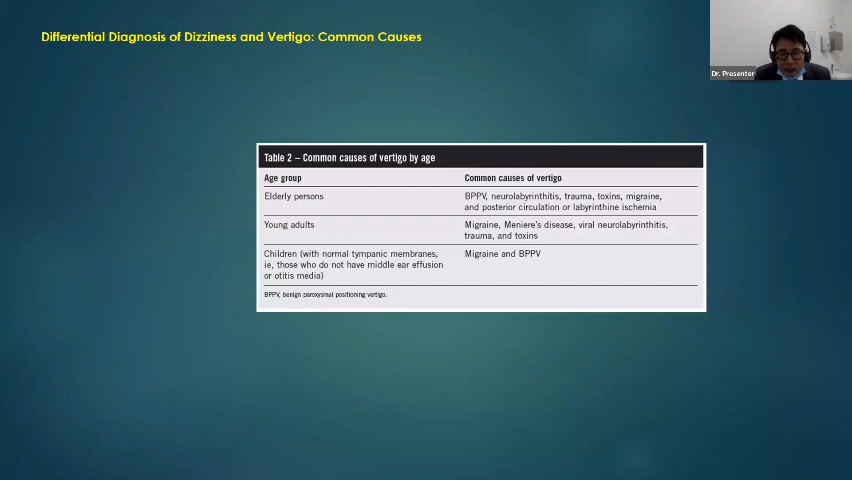 Differential Diagnosis of Dizziness and Vertigo: Common Causes
Dr. Presenter
Table 2 – Common causes of vertigo by age
Age group Common causes of vertigo
Elderly persons BPPV, neurolabyrinthitis, trauma, toxins, migraine,
and posterior circulation or labyrinthine ischemia
Young adults Migraine, Meniere's disease, viral neurolabyrinthitis,
trauma, and toxins
Children (with normal tympanic membranes, Migraine and BPPV
ie, those who do not have middle ear effusion
or otitis media)
BPPV, benign paroxysmal positioning vertigo.